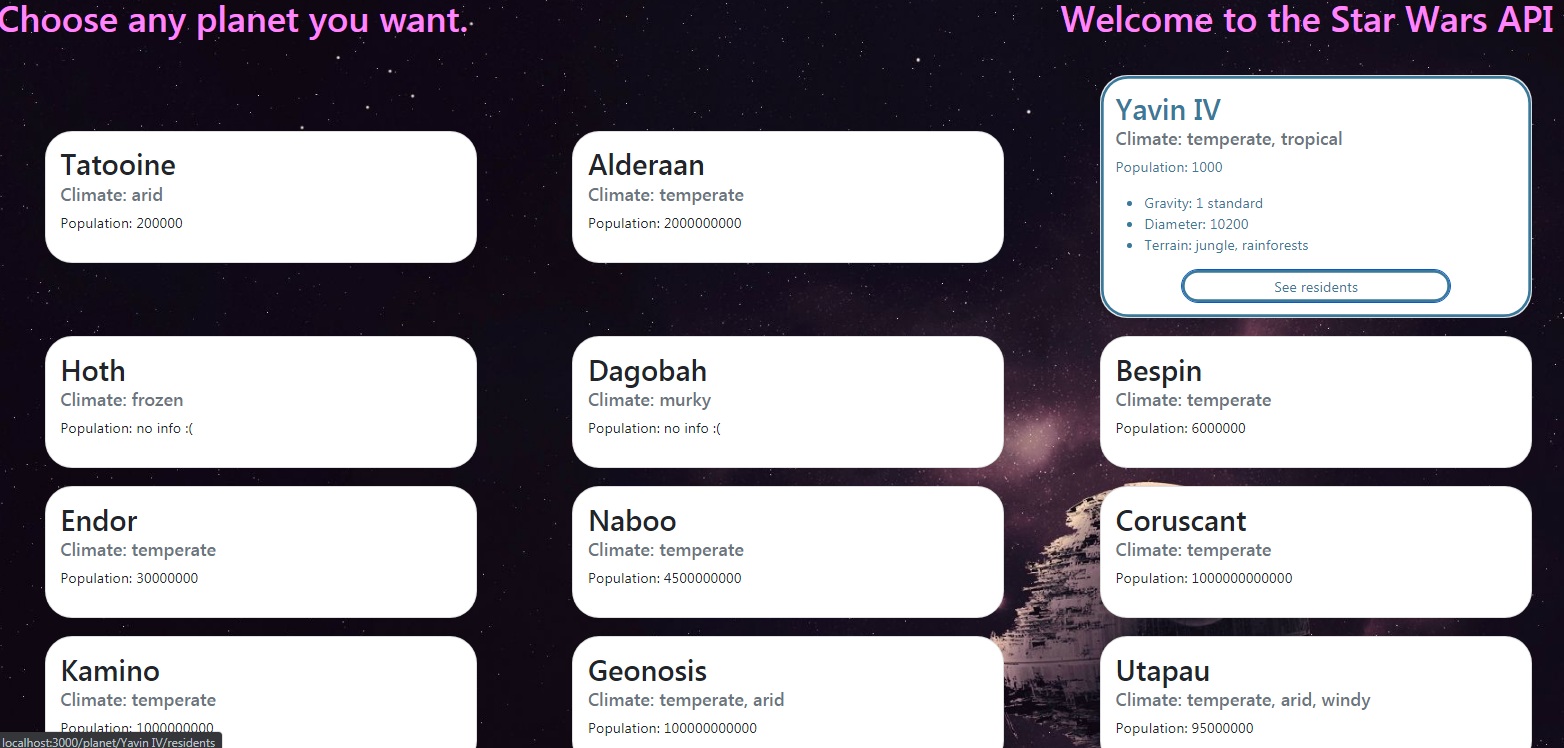 Choose any planet you want.
Welcome to the Star Wars API
Tatooine
Climate: arid
Population: 200000
Alderaan
Climate: temperate
Population: 2000000000
Yavin IV
Climate: temperate, tropical
Population: 1000
Gravity: 1 standard
Diameter: 10200
Terrain: jungle, rainforests
See residents
Hoth
Climate: frozen
Population: no info :(
Dagobah
Climate: murky
Population: no info :(
Bespin
Climate: temperate
Population: 6000000
Endor
Climate: temperate
Population: 30000000
Naboo
Climate: temperate
Population: 4500000000
Coruscant
Climate: temperate
Population: 1000000000000
Kamino
Climate: temperate
Population: 1000000000
Geonosis
Climate: temperate, arid
Population: 100000000000
Utapau
Climate: temperate, arid, windy
Population: 95000000
localhost:3000/planet/Yavin IV/residents